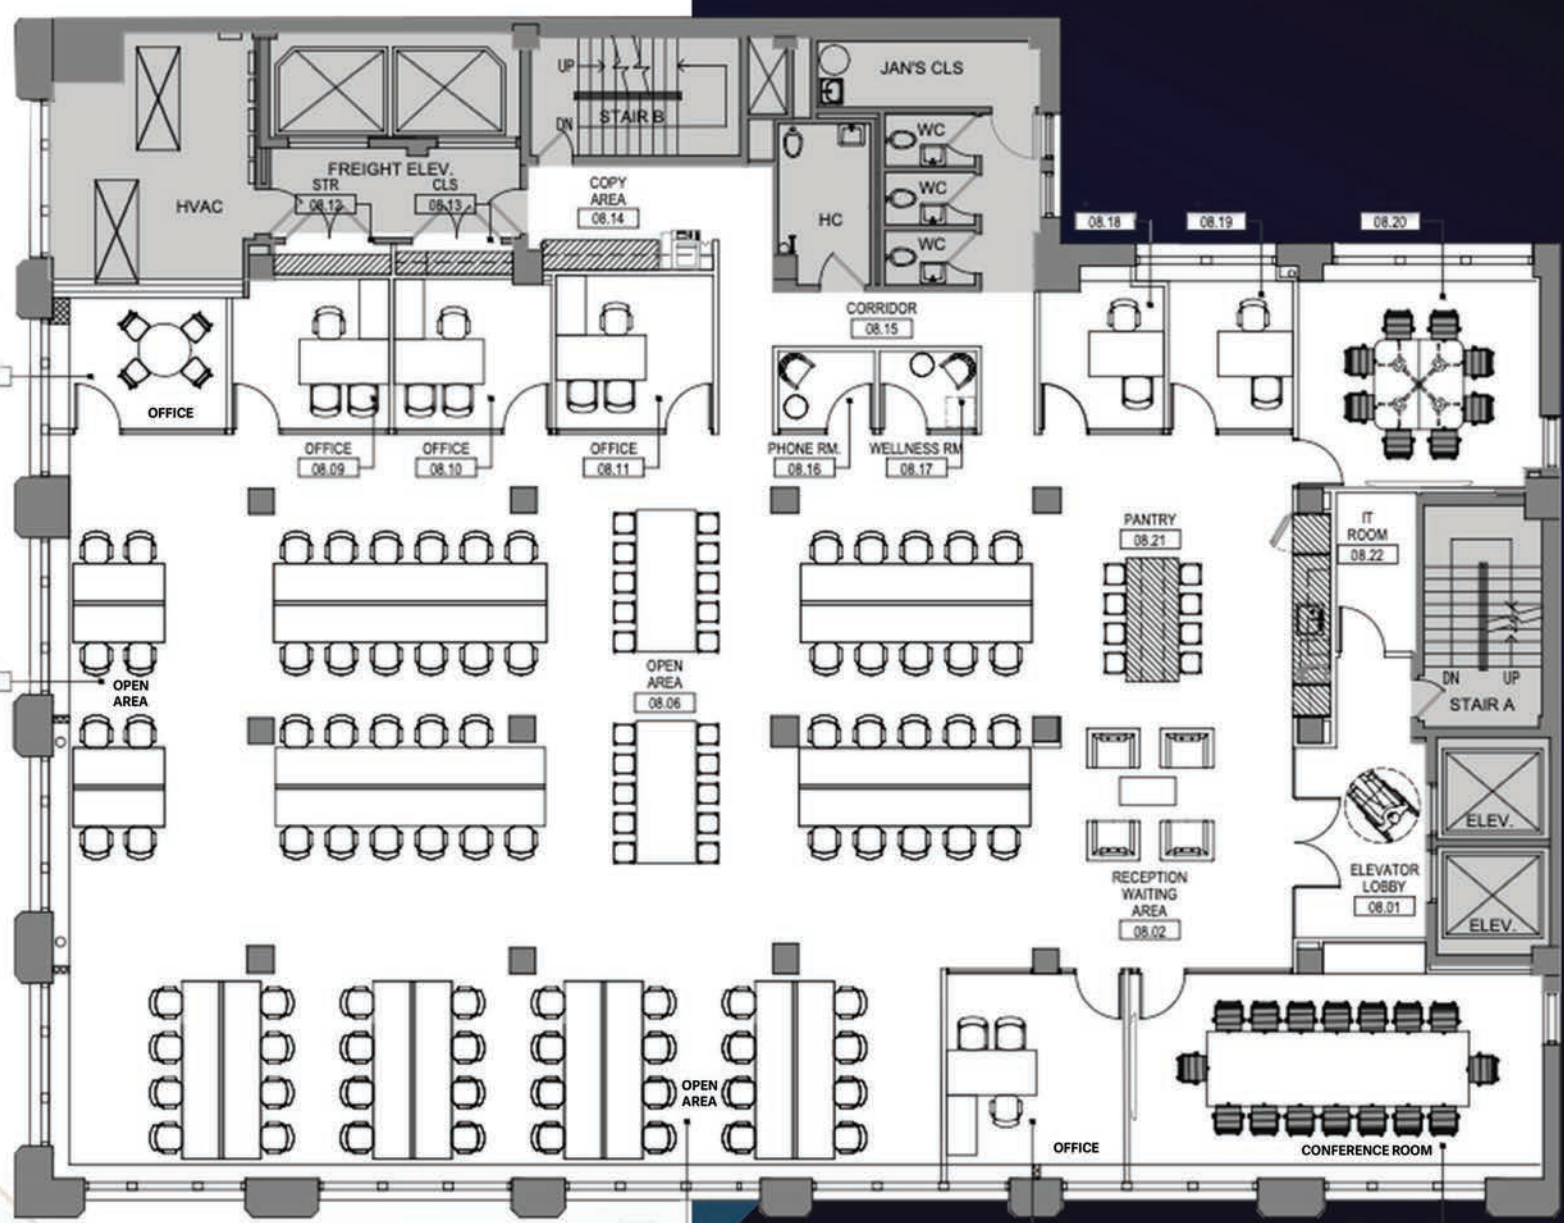 JAN'S CLS
UP
STAIR B
DN
WC
FREIGHT ELEV.
STR
08.12
CLS
08.13
COPY
AREA
08.14
WC
HVAC
HC
WC
08.18
08.19
08.20
CORRIDOR
08.15
OFFICE
OFFICE
08.09
OFFICE
08.10
OFFICE
08.11
PHONE RM.
08.16
WELLNESS RM
08.17
PANTRY
08.21
IT
ROOM
08.22
OPEN
AREA
OPEN
AREA
08.06
DN
UP
STAIR A
ELEV.
RECEPTION
WAITING
AREA
08.02
ELEVATOR
LOBBY
08.01
ELEV.
OPEN
AREA
OFFICE
CONFERENCE ROOM